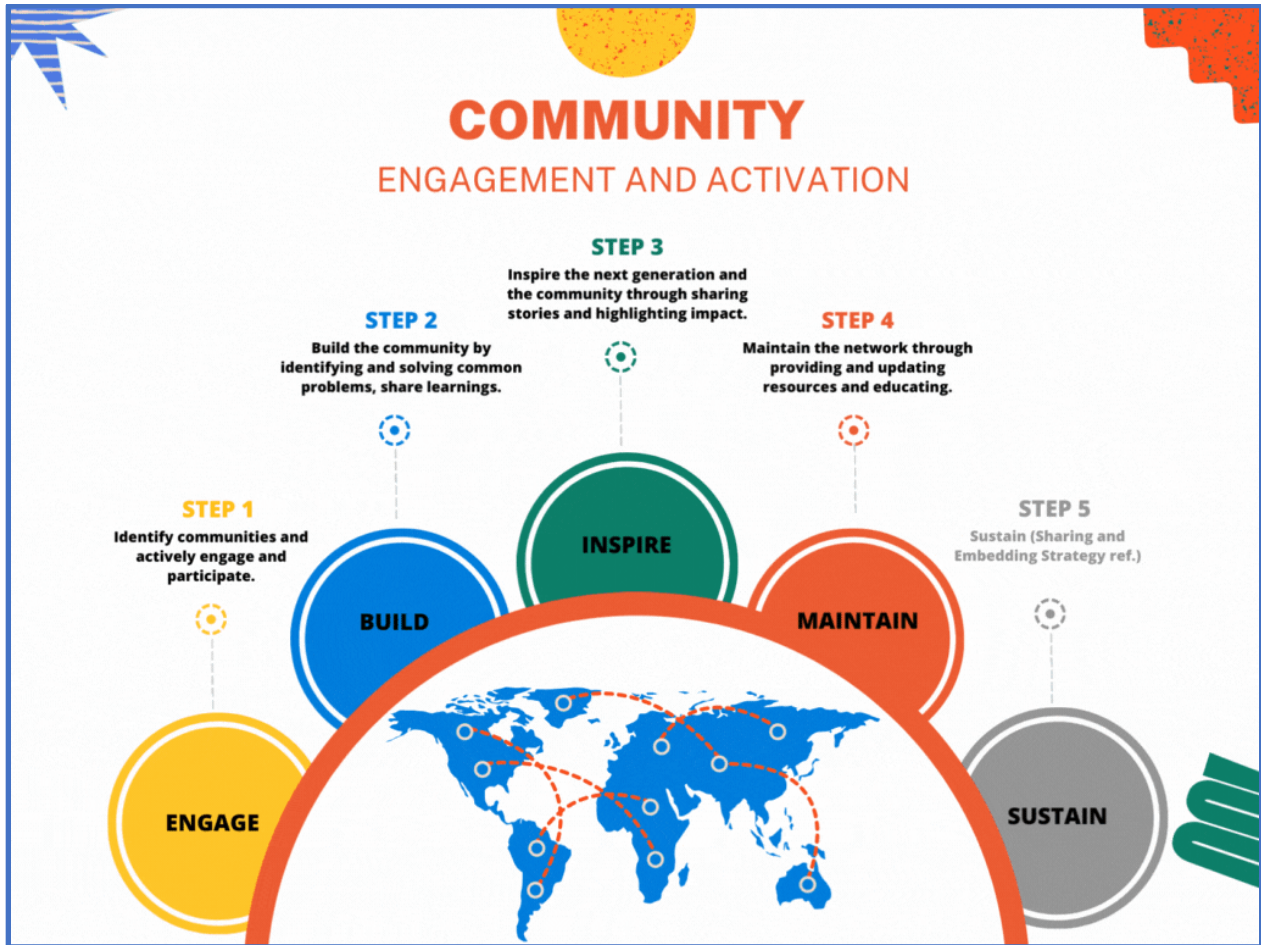 COMMUNITY
ENGAGEMENT AND ACTIVATION
STEP 1
Identify communities and
actively engage and
participate.
ENGAGE
STEP 2
Build the community by
identifying and solving common
problems, share learnings.
BUILD
STEP 3
Inspire the next generation and
the community through sharing
stories and highlighting impact.
INSPIRE
STEP 4
Maintain the network through
providing and updating
resources and educating.
MAINTAIN
STEP 5
Sustain (Sharing and
Embedding Strategy ref.)
SUSTAIN